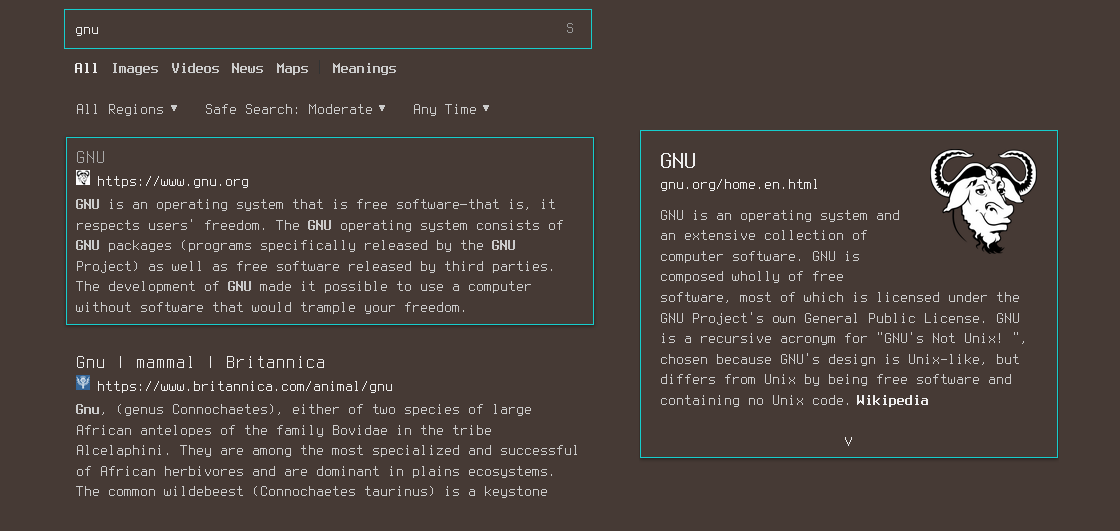 gnu S
All Images Videos News Maps | Meanings
All Regions ▼ Safe Search: Moderate ▼ Any Time ▼
GNU
https://www.gnu.org
GNU is an operating system that is free software—that is, it
respects users' freedom. The GNU operating system consists of
GNU packages (programs specifically released by the GNU
Project) as well as free software released by third parties.
The development of GNU made it possible to use a computer
without software that would trample your freedom.
Gnu | mammal | Britannica
https://www.britannica.com/animal/gnu
Gnu, (genus Connochaetes), either of two species of large
African antelopes of the family Bovidae in the tribe
Alcelaphini. They are among the most specialized and successful
of African herbivores and are dominant in plains ecosystems.
The common wildebeest (Connochaetes taurinus) is a keystone
GNU
gnu.org/home.en.html
GNU is an operating system and
an extensive collection of
computer software. GNU is
composed wholly of free
software, most of which is licensed under the
GNU Project's own General Public License. GNU
is a recursive acronym for "GNU's Not Unix! ",
chosen because GNU's design is Unix-like, but
differs from Unix by being free software and
containing no Unix code. Wikipedia
V